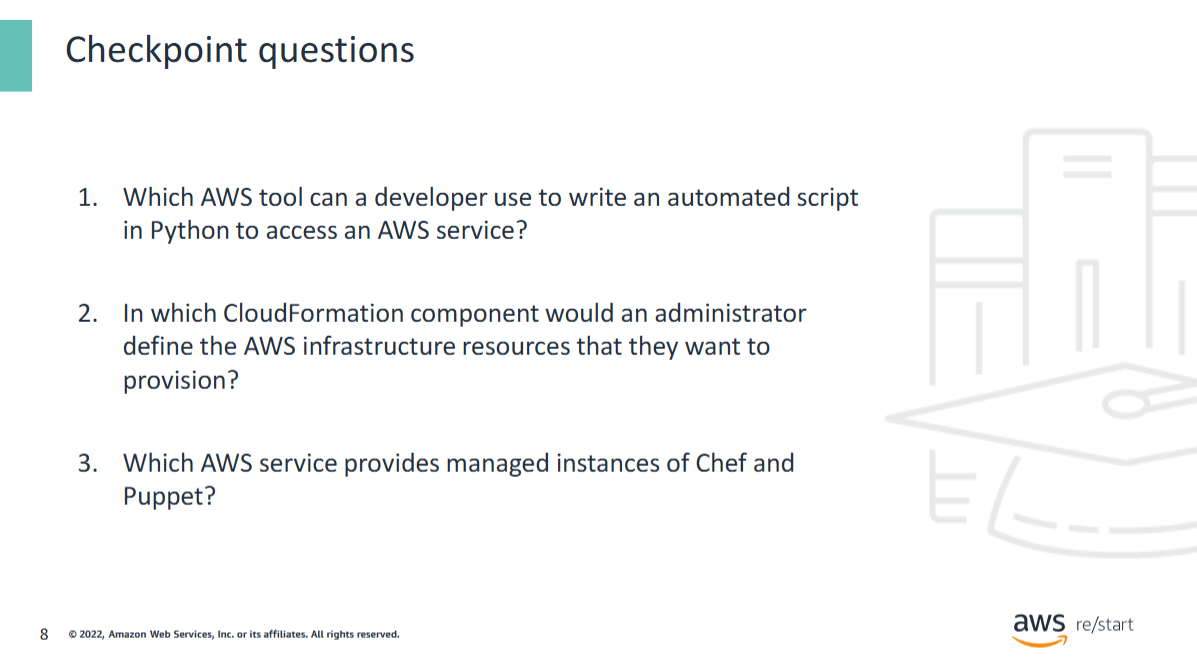 Checkpoint questions
1. Which AWS tool can a developer use to write an automated script
in Python to access an AWS service?
2. In which CloudFormation component would an administrator
define the AWS infrastructure resources that they want to
provision?
3. Which AWS service provides managed instances of Chef and
Puppet?
8 © 2022, Amazon Web Services, Inc. or its affiliates. All rights reserved.
aws re/start